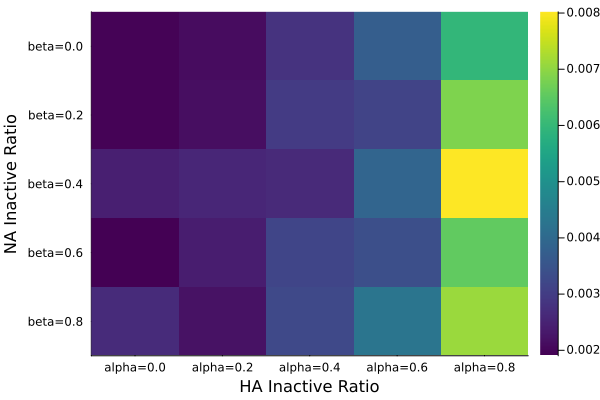 beta=0.0
beta=0.2
beta=0.4
beta=0.6
beta=0.8
NA Inactive Ratio
alpha=0.0 alpha=0.2 alpha=0.4 alpha=0.6 alpha=0.8
HA Inactive Ratio
0.008
0.007
0.006
0.005
0.004
0.003
0.002